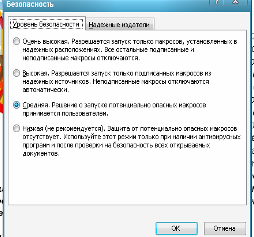 Безопасность
Уровень безопасности
Надежные издатели
Очень высокая. Разрешается запуск только макросов, установленных в
надежных расположениях. Все остальные подписанные и
неподписанные макросы отключаются.
Высокая. Разрешается запуск только подписанных макросов из
надежных источников. Неподписанные макросы отключаются
автоматически.
Средняя. Решение о запуске потенциально опасных макросов
принимается пользователем.
Низкая (не рекомендуется). Защита от потенциально опасных макросов
отсутствует. Используйте этот режим только при наличии антивирусных
программ и после проверки на безопасность всех открываемых
документов.
ОК
Отмена